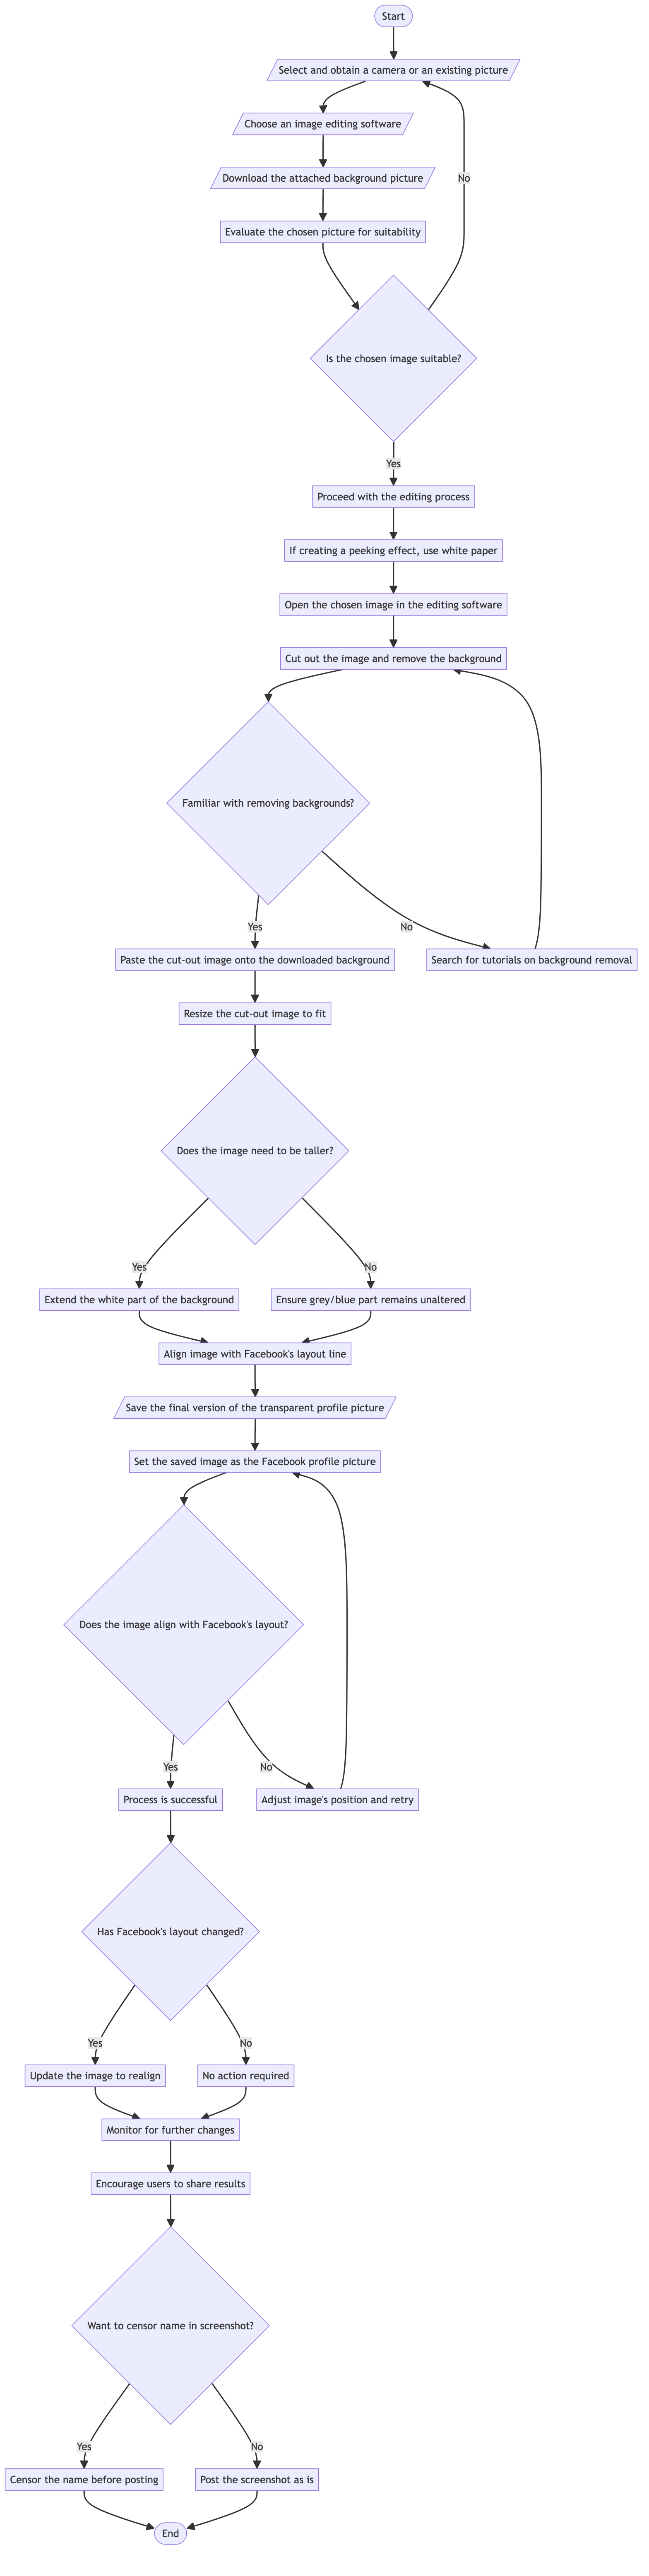 Start
Select and obtain a camera or an existing picture
Choose an image editing software
No
Download the attached background picture
Evaluate the chosen picture for suitability
Is the chosen image suitable?
Yes
Proceed with the editing process
If creating a peeking effect, use white paper
Open the chosen image in the editing software
Cut out the image and remove the background
Familiar with removing backgrounds?
Yes
No
Paste the cut-out image onto the downloaded background
Search for tutorials on background removal
Resize the cut-out image to fit
Does the image need to be taller?
Yes
No
Extend the white part of the background
Ensure grey/blue part remains unaltered
Align image with Facebook's layout line
Save the final version of the transparent profile picture
Set the saved image as the Facebook profile picture
Does the image align with Facebook's layout?
Yes
No
Process is successful
Adjust image's position and retry
Has Facebook's layout changed?
Yes
No
Update the image to realign
No action required
Monitor for further changes
Encourage users to share results
Want to censor name in screenshot?
Yes
No
Censor the name before posting
Post the screenshot as is
End